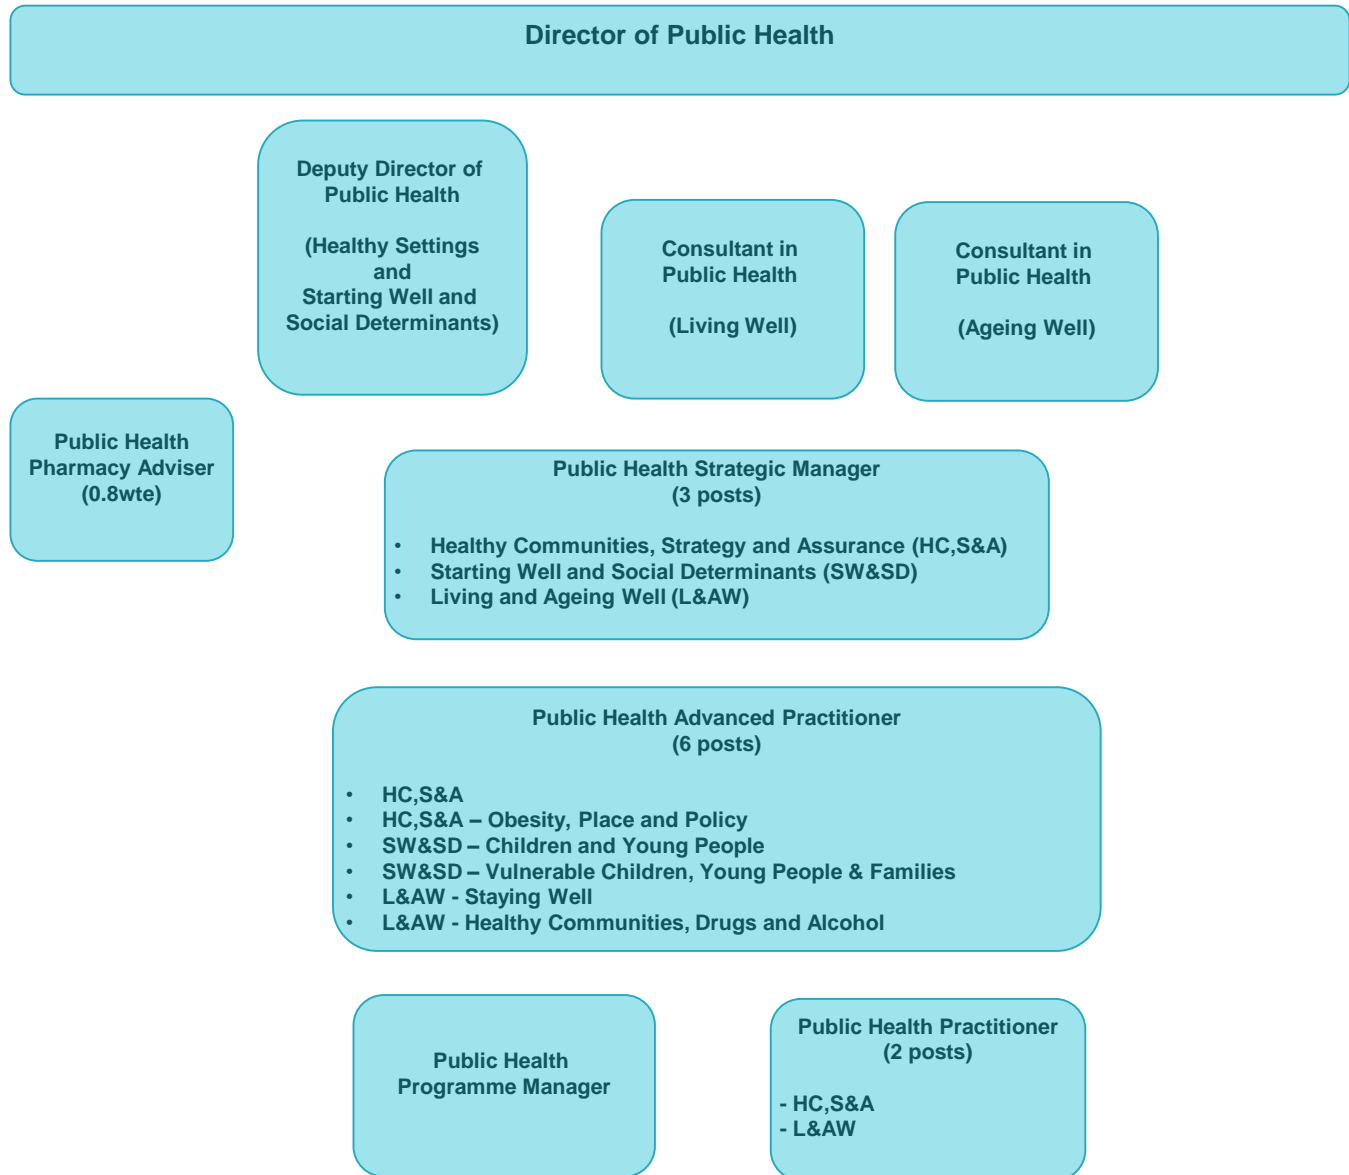 Director of Public Health
Deputy Director of
Public Health
(Healthy Settings
and
Starting Well and
Social Determinants)
Consultant in
Public Health
(Living Well)
Consultant in
Public Health
(Ageing Well)
Public Health
Pharmacy Adviser
(0.8wte)
Public Health Strategic Manager
(3 posts)
• Healthy Communities, Strategy and Assurance (HC,S&A)
• Starting Well and Social Determinants (SW&SD)
• Living and Ageing Well (L&AW)
Public Health Advanced Practitioner
(6 posts)
• HC,S&A
• HC,S&A – Obesity, Place and Policy
• SW&SD – Children and Young People
• SW&SD – Vulnerable Children, Young People & Families
• L&AW - Staying Well
• L&AW - Healthy Communities, Drugs and Alcohol
Public Health
Programme Manager
Public Health Practitioner
(2 posts)
- HC,S&A
- L&AW